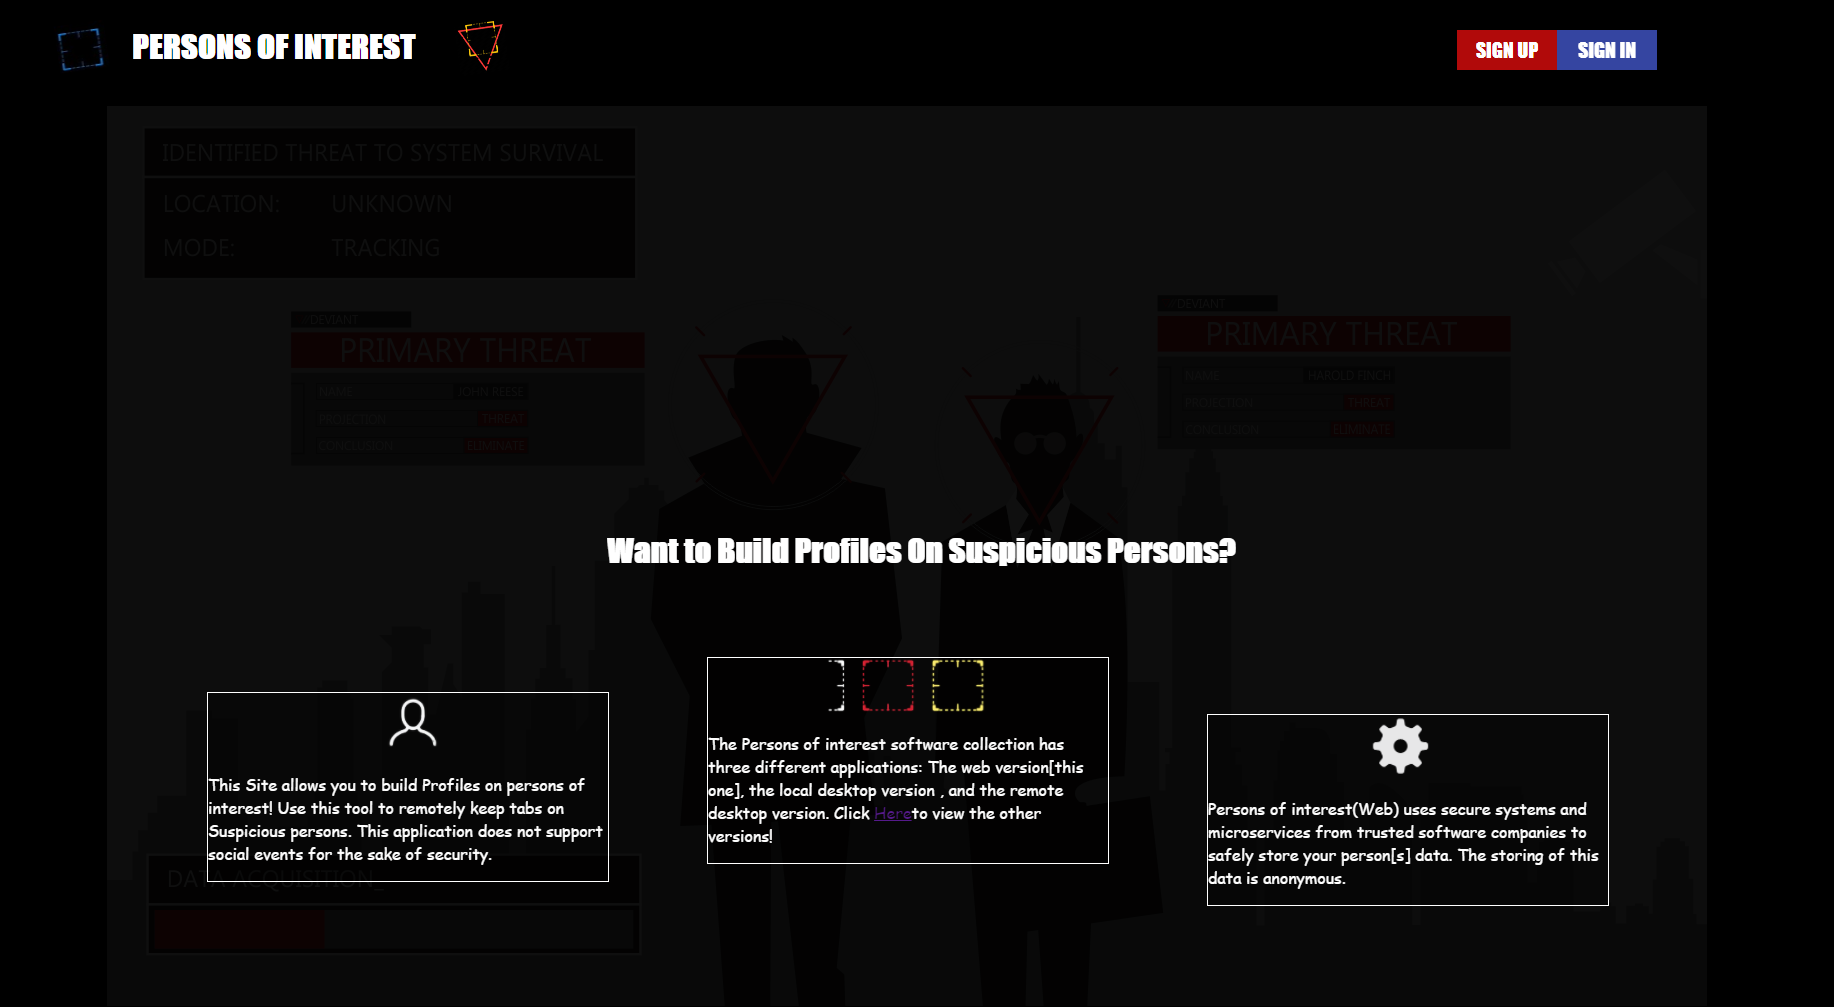 PERSONS OF INTEREST
SIGN UP
SIGN IN
IDENTIFIED THREAT TO SYSTEM SURVIVAL
LOCATION: UNKNOWN
MODE: TRACKING
DEVIANT
PRIMARY THREAT
NAME JOHN REESE
PROJECTION THREAT
CONCLUSION ELIMINATE
DEVIANT
PRIMARY THREAT
NAME HAROLD FINCH
PROJECTION THREAT
CONCLUSION ELIMINATE
Want to Build Profiles On Suspicious Persons?
This Site allows you to build Profiles on persons of
interest! Use this tool to remotely keep tabs on
Suspicious persons. This application does not support
social events for the sake of security.
The Persons of interest software collection has
three different applications: The web version[this
one], the local desktop version , and the remote
desktop version. Click Hereto view the other
versions!
Persons of interest(Web) uses secure systems and
microservices from trusted software companies to
safely store your person[s] data. The storing of this
data is anonymous.
DATA ACQUISITION_